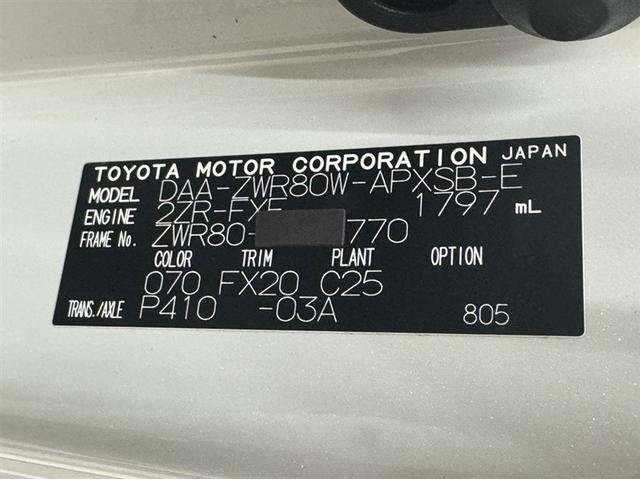 TOYOTA MOTOR CORPORATION JAPAN
MODEL DAA-ZWR80W-APXSB-E
ENGINE 2ZR-FXE 1797 mL
FRAME No. ZWR80- 770
COLOR TRIM PLANT OPTION
070 FX20 C25
TRANS./AXLE P410 -03A 805